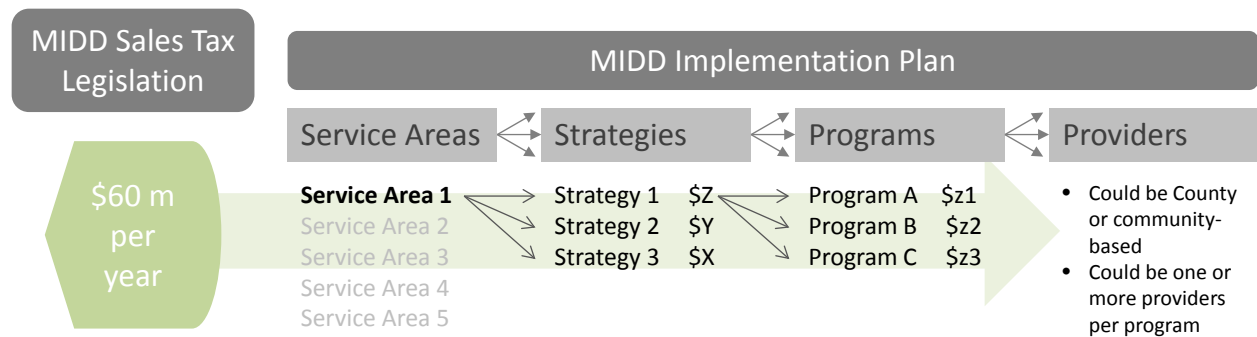 MIDD Sales Tax
Legislation
MIDD Implementation Plan
Service Areas
Strategies
Programs
Providers
$60 m
per
year
Service Area 1
Service Area 2
Service Area 3
Service Area 4
Service Area 5
Strategy 1 $Z
Strategy 2 $Y
Strategy 3 $X
Program A $z1
Program B $z2
Program C $z3
• Could be County
or community-
based
• Could be one or
more providers
per program